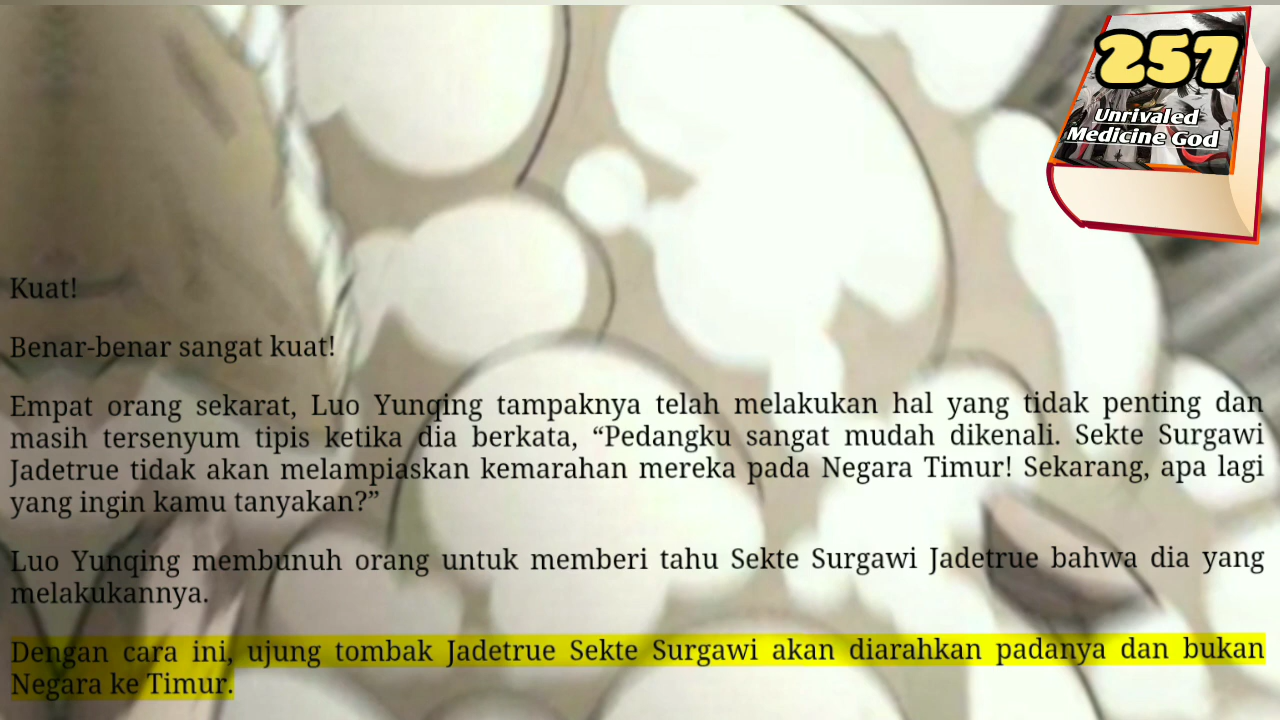 257
Unrivaled
Medicine God
Kuat!
Benar-benar sangat kuat!
Empat orang sekarat, Luo Yunqing tampaknya telah melakukan hal yang tidak penting dan
masih tersenyum tipis ketika dia berkata, “Pedangku sangat mudah dikenali. Sekte Surgawi
Jadetrue tidak akan melampiaskan kemarahan mereka pada Negara Timur! Sekarang, apa lagi
yang ingin kamu tanyakan?”
Luo Yunqing membunuh orang untuk memberi tahu Sekte Surgawi Jadetrue bahwa dia yang
melakukannya.
Dengan cara ini, ujung tombak Jadetrue Sekte Surgawi akan diarahkan padanya dan bukan
Negara ke Timur.